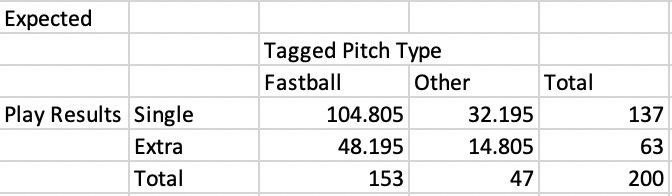 Expected
Tagged Pitch Type
Fastball Other Total
Play Results Single 104.805 32.195 137
Extra 48.195 14.805 63
Total 153 47 200